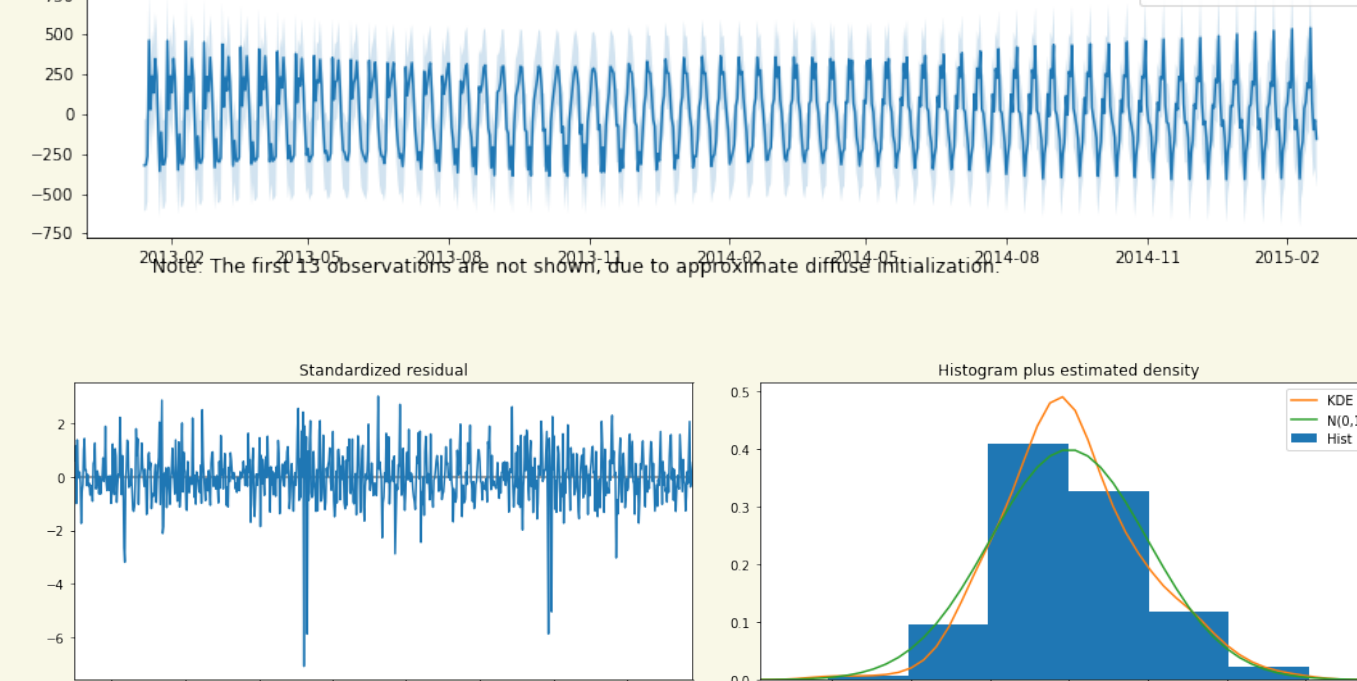 750
500
250
0
−250
−500
−750
2013-02 2013-05 2013-08 2013-11 2014-02 2014-05 2014-08 2014-11 2015-02
Note: The first 13 observations are not shown, due to approximate diffuse initialization.
Standardized residual
2
0
−2
−4
−6
Histogram plus estimated density
0.5
0.4
0.3
0.2
0.1
0.0
KDE
N(0,1
Hist